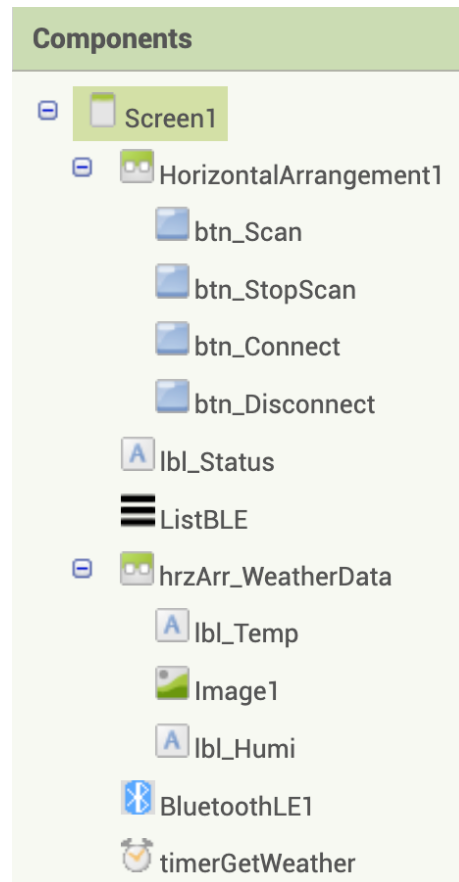 Components
Screen1
HorizontalArrangement1
btn_Scan
btn_StopScan
btn_Connect
btn_Disconnect
A lbl_Status
ListBLE
hrzArr_WeatherData
A lbl_Temp
Image1
A lbl_Humi
BluetoothLE1
timerGetWeather